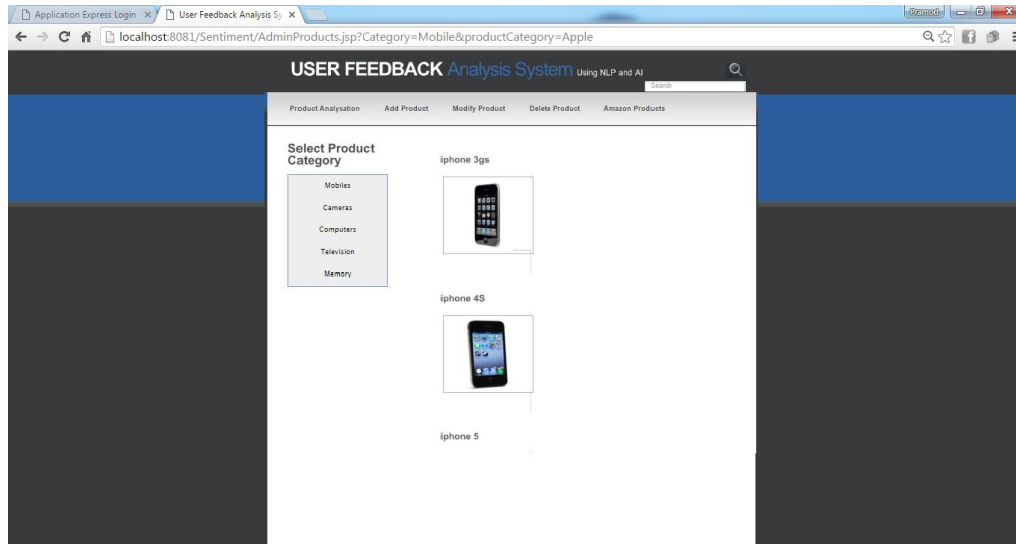 Application Express Login
User Feedback Analysis Sy
Pramod
localhost:8081/Sentiment/AdminProducts.jsp?Category=Mobile&productCategory=Apple
USER FEEDBACK Analysis System Using NLP and AI
Search
Product Analysation Add Product Modify Product Delete Product Amazon Products
Select Product
Category
Mobiles
Cameras
Computers
Television
Memory
iphone 3gs
iphone 4S
iphone 5